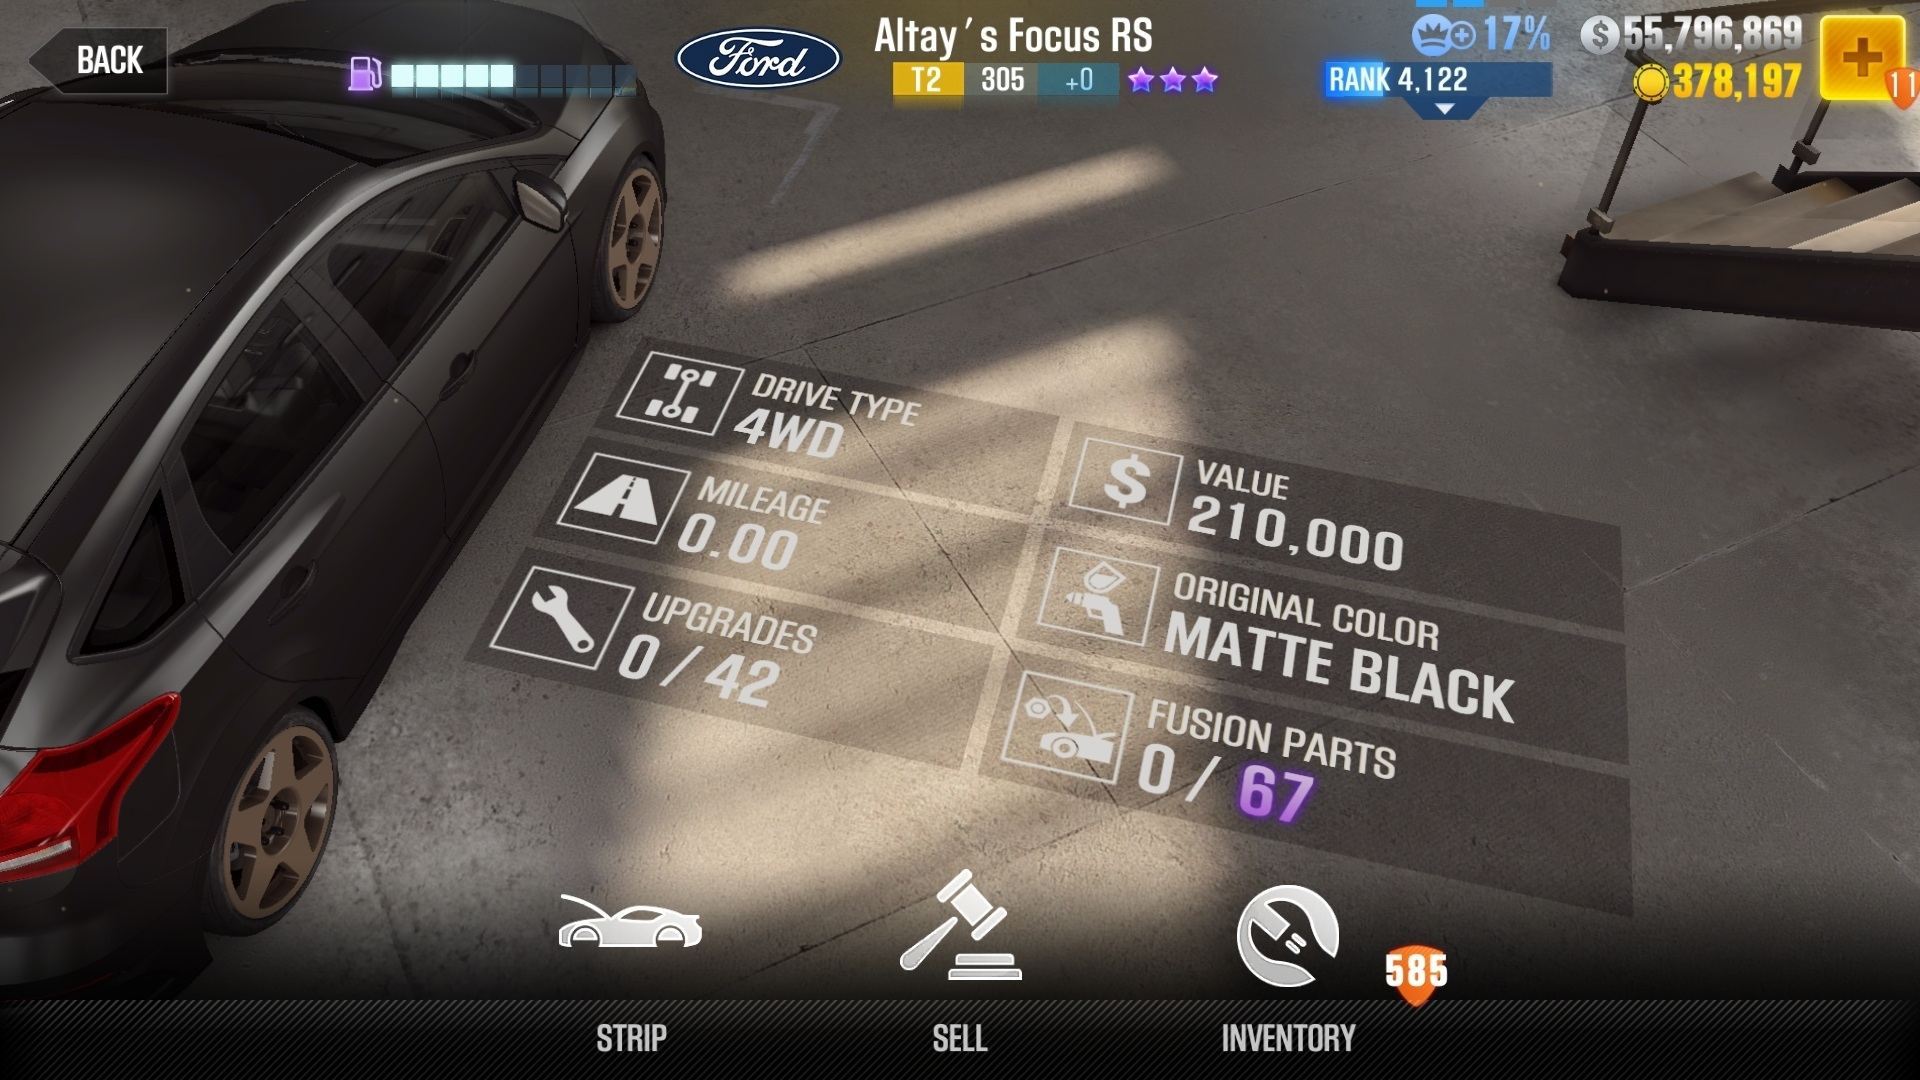 BACK
Ford
Altay's Focus RS
T2 305 +0
17%
RANK 4,122
55,796,869
378,197
11
DRIVE TYPE
4WD
MILEAGE
0.00
UPGRADES
0 / 42
$
VALUE
210,000
ORIGINAL COLOR
MATTE BLACK
FUSION PARTS
0 / 67
585
STRIP
SELL
INVENTORY